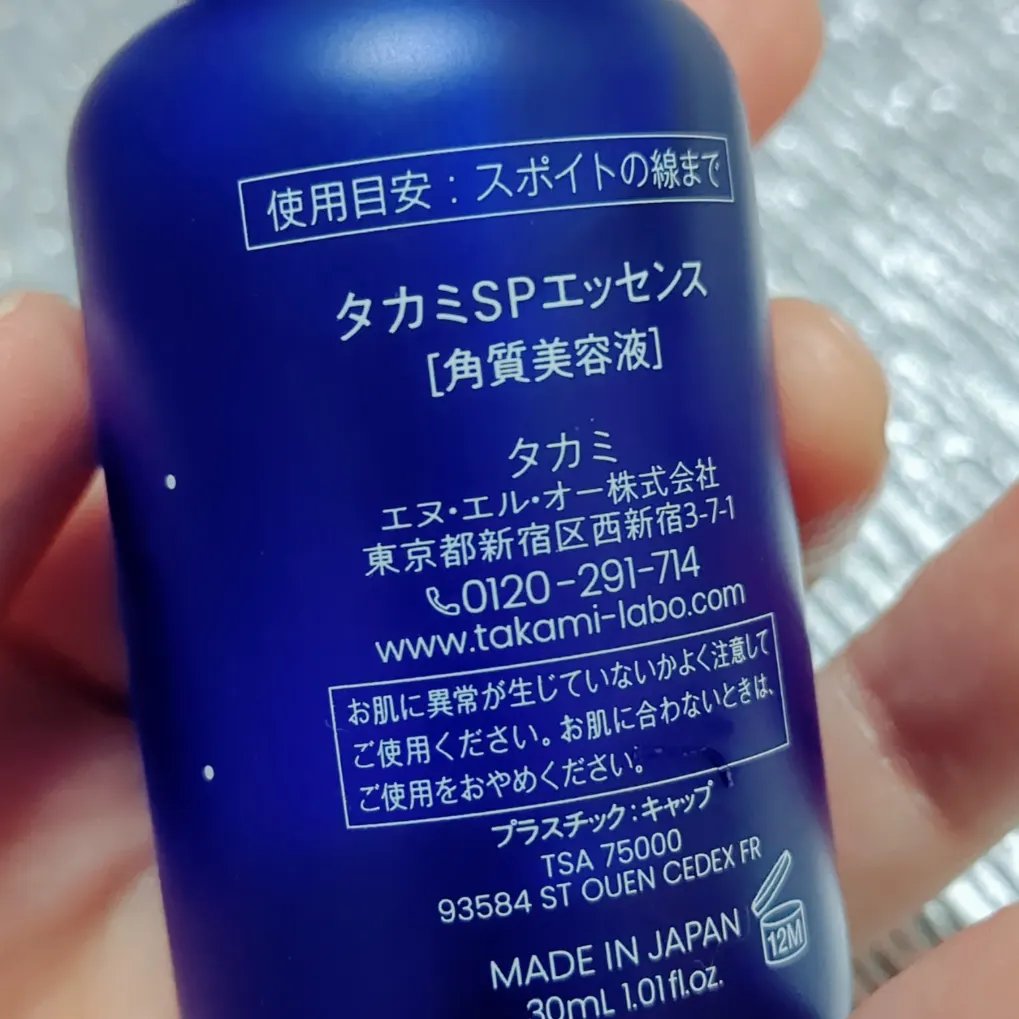 使用目安：スポイトの線まで
タカミSPエッセンス
[角質美容液]
タカミ
エヌ・エル・オー株式会社
東京都新宿区西新宿3-7-1
0120-291-714
www.takami-labo.com
お肌に異常が生じていないかよく注意して
ご使用ください。お肌に合わないときは、
ご使用をおやめください。
プラスチック：キャップ
TSA 75000
93584 ST OUEN CEDEX FR
12M
MADE IN JAPAN
30mL 1.01fl.oz.